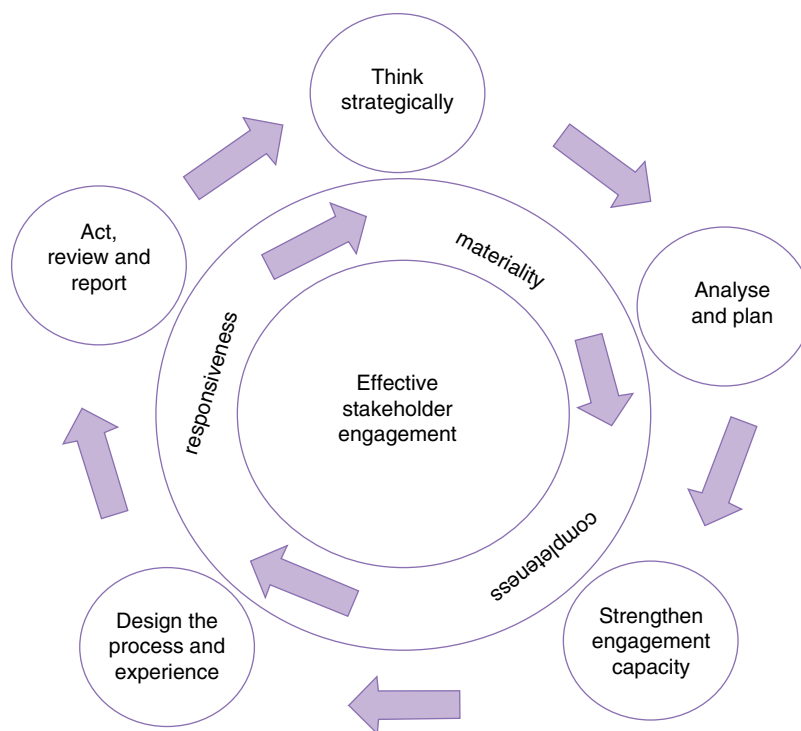 Think
strategically
Analyse
and plan
Strengthen
engagement
capacity
Design the
process and
experience
Act,
review and
report
materiality
completeness
responsiveness
Effective
stakeholder
engagement